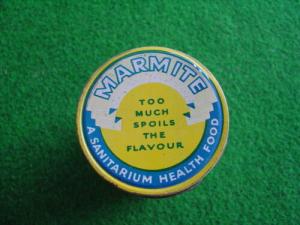 MARMITE
TOO
MUCH
SPOILS
THE
FLAVOUR
A SANITARIUM HEALTH FOOD